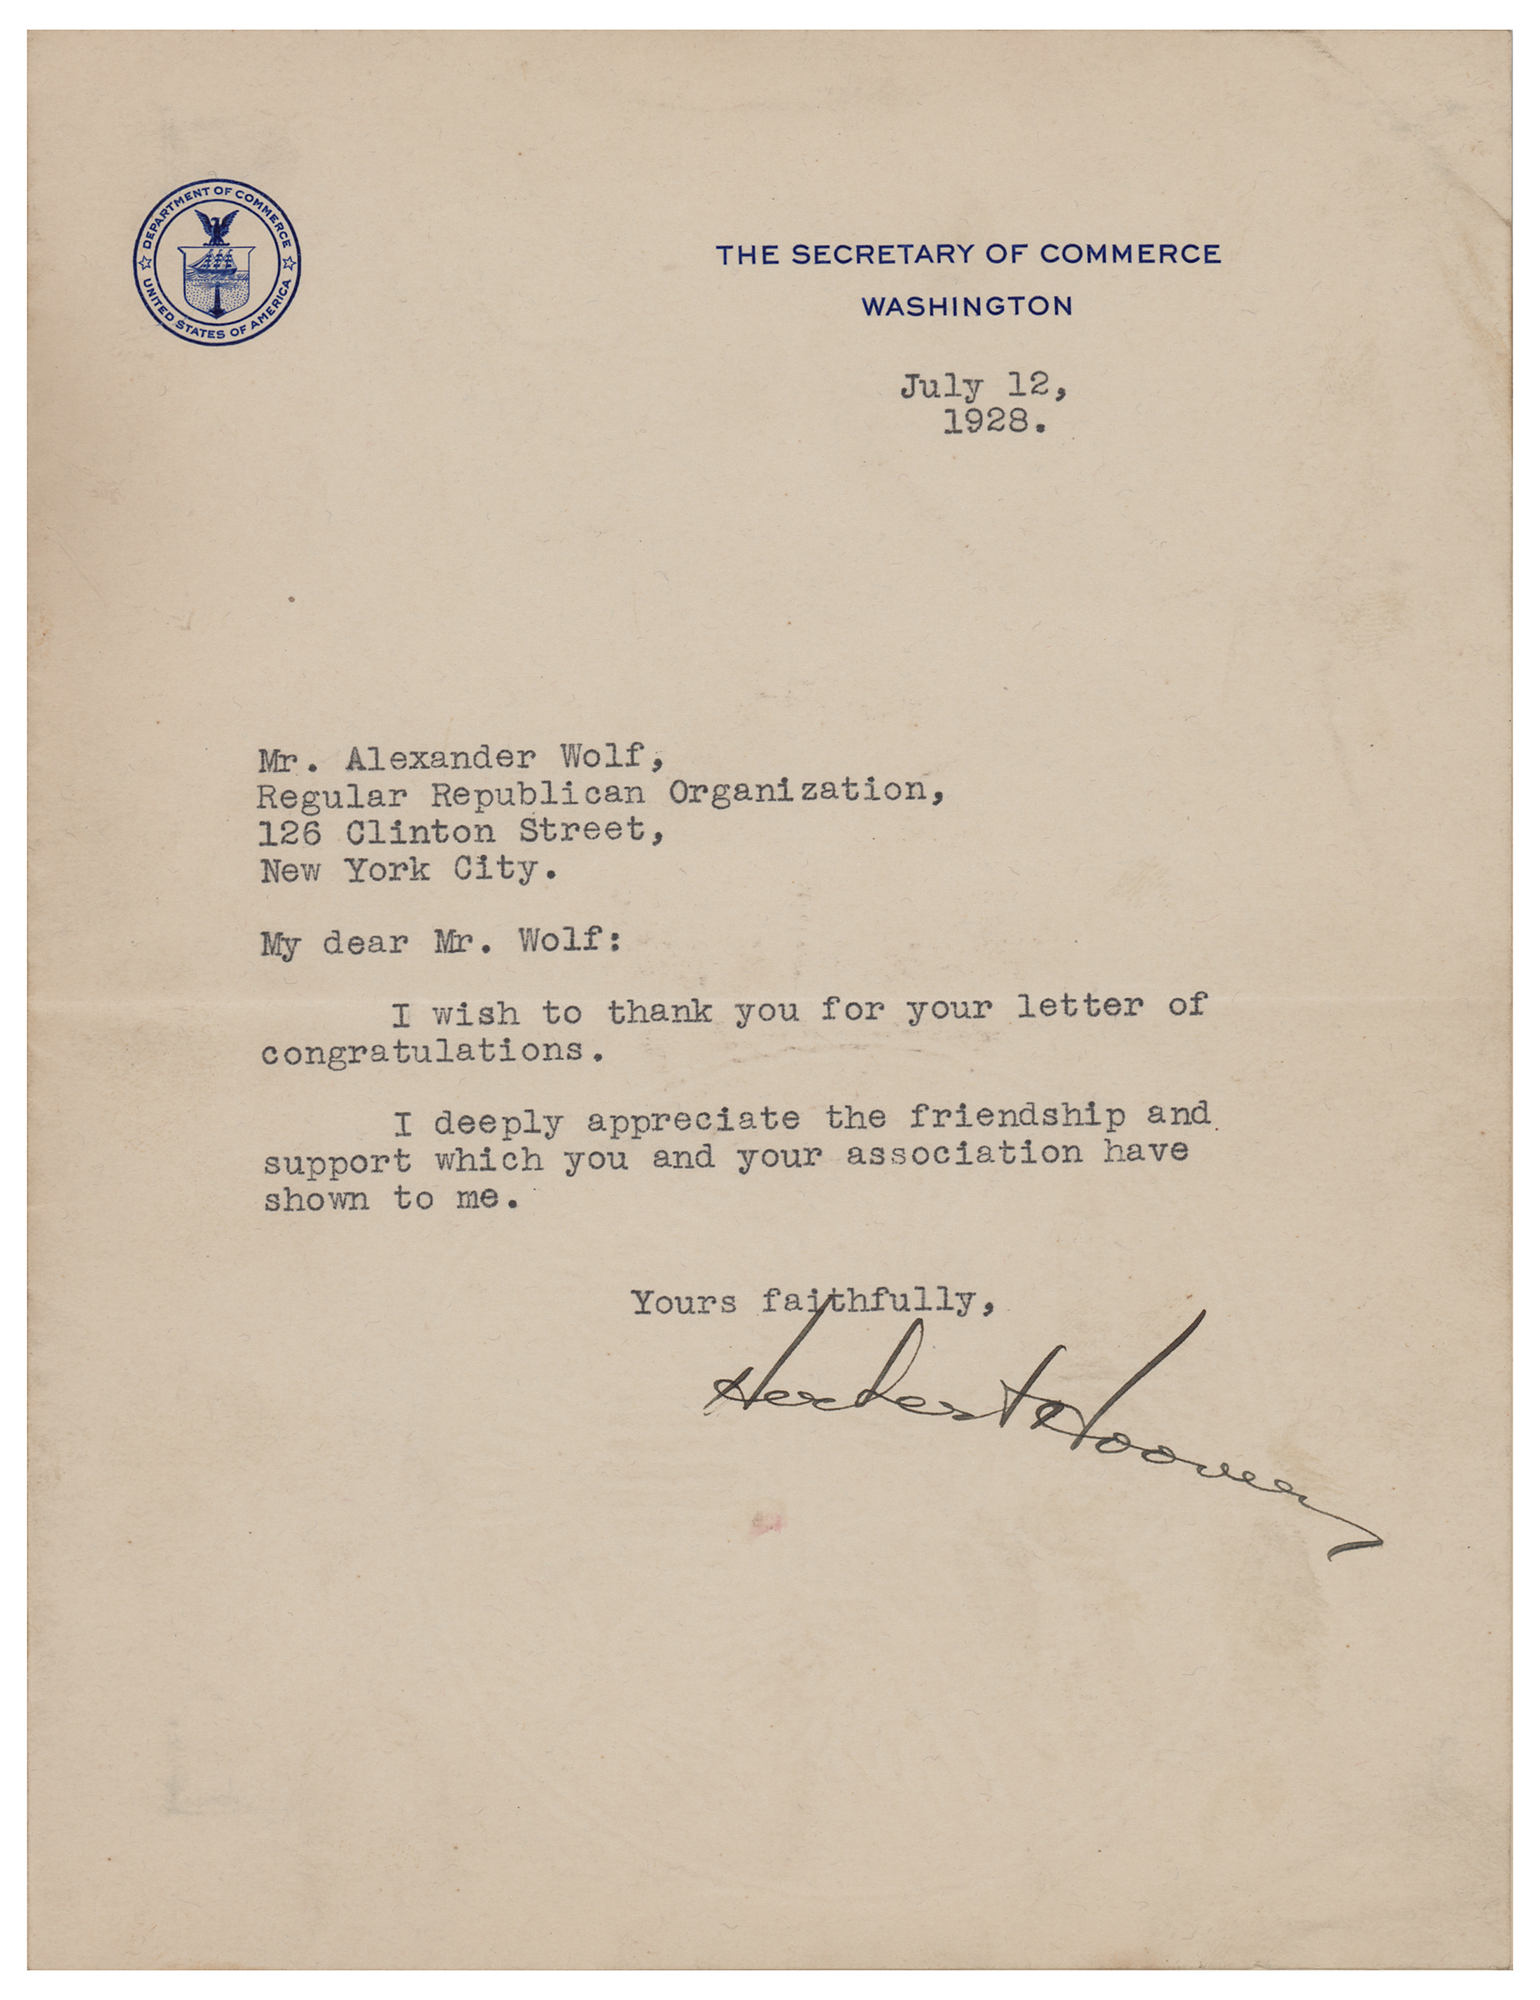 DEPARTMENT OF COMMERCE
UNITED STATES OF AMERICA
THE SECRETARY OF COMMERCE
WASHINGTON
July 12,
1928.
Mr. Alexander Wolf,
Regular Republican Organization,
126 Clinton Street,
New York City.
My dear Mr. Wolf:
I wish to thank you for your letter of
congratulations.
I deeply appreciate the friendship and
support which you and your association have
shown to me.
Yours faithfully,
Herbert Hoover